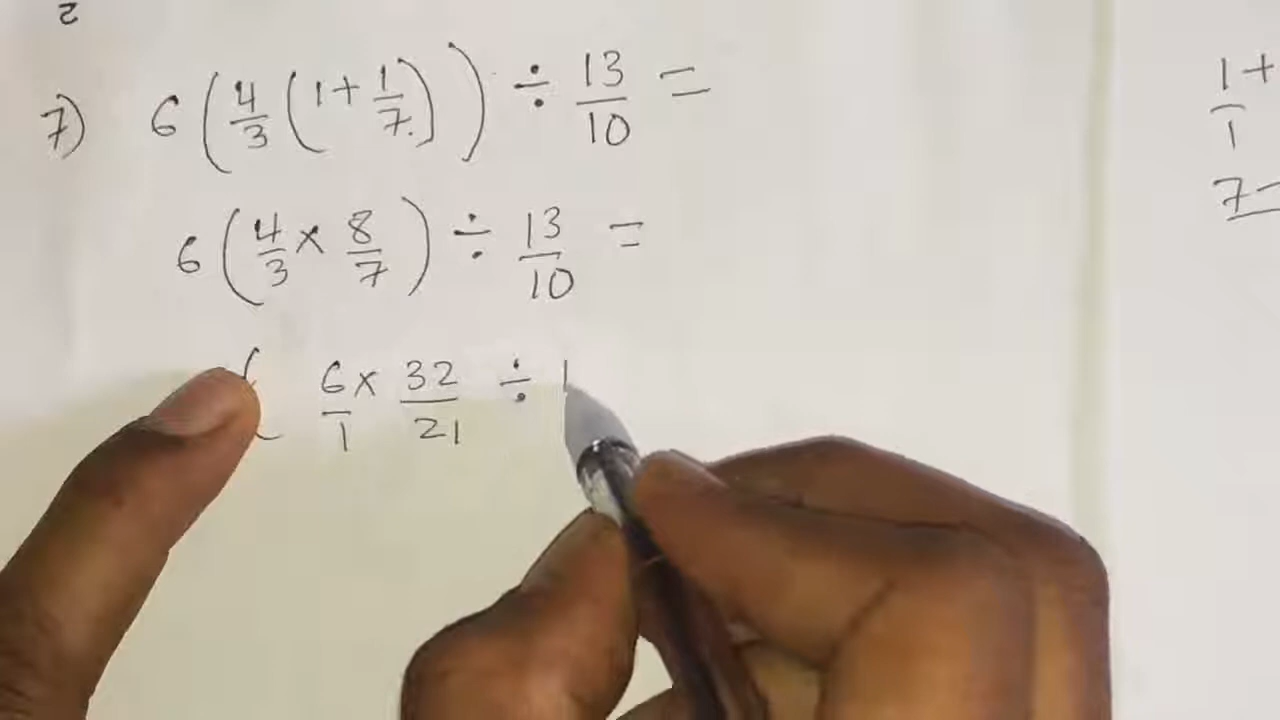 2
7) 6(4/3(1+1/7)) ÷ 13/10 =
6(4/3 × 8/7) ÷ 13/10 =
( 6/1 × 32/21 ÷ 1
1/1 +
7